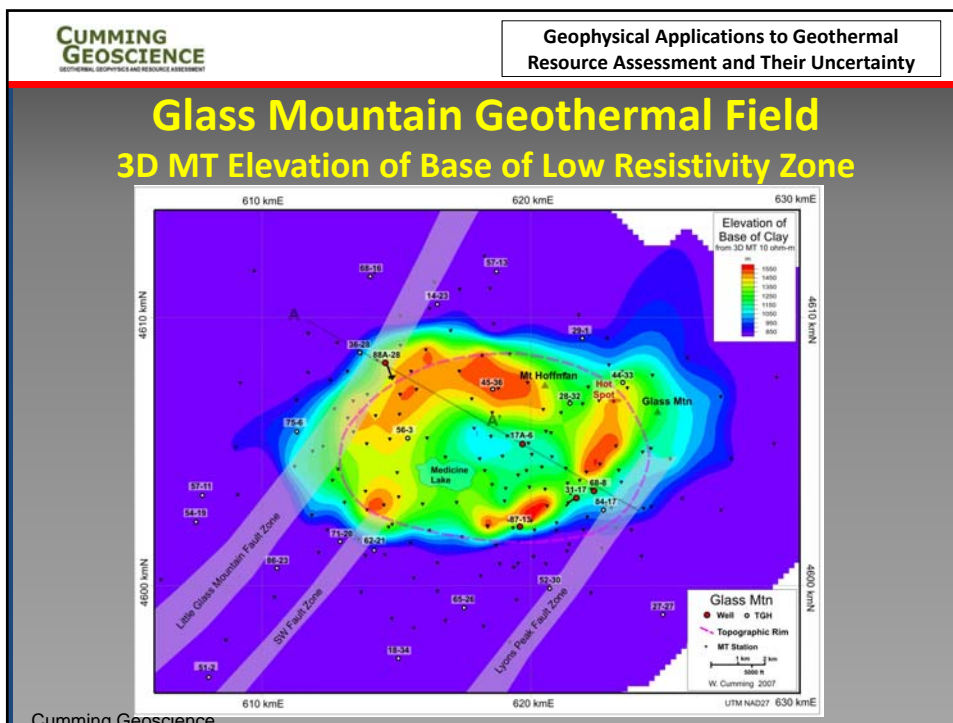 CUMMING
GEOSCIENCE
GEOTHERMAL GEOPHYSICS AND RESOURCE ASSESSMENT
Geophysical Applications to Geothermal
Resource Assessment and Their Uncertainty
Glass Mountain Geothermal Field
3D MT Elevation of Base of Low Resistivity Zone
610 kmE
620 kmE
630 kmE
Elevation of
Base of Clay
from 3D MT 10 ohm-m
m
1550
1450
1350
1250
1150
1050
950
850
57-13
68-16
14-23
4610 kmN
4610 kmN
A
29-1
36-28
88A-28
Mt Hoffman
44-33
45-36
Hot
Spot
28-32
Glass Mtn
75-6
56-3
A'
17A-6
Medicine
Lake
68-8
57-11
31-17
84-17
54-19
87-13
71-20
62-21
86-23
52-30
4600 kmN
4600 kmN
65-26
27-27
Little Glass Mountain Fault Zone
SW Fault Zone
Lyons Peak Fault Zone
18-34
51-2
Glass Mtn
Well
TGH
Topographic Rim
MT Station
1 km 2 km
5000 ft
W. Cumming 2007
610 kmE
620 kmE
UTM NAD27 630 kmE
Cumming Geoscience